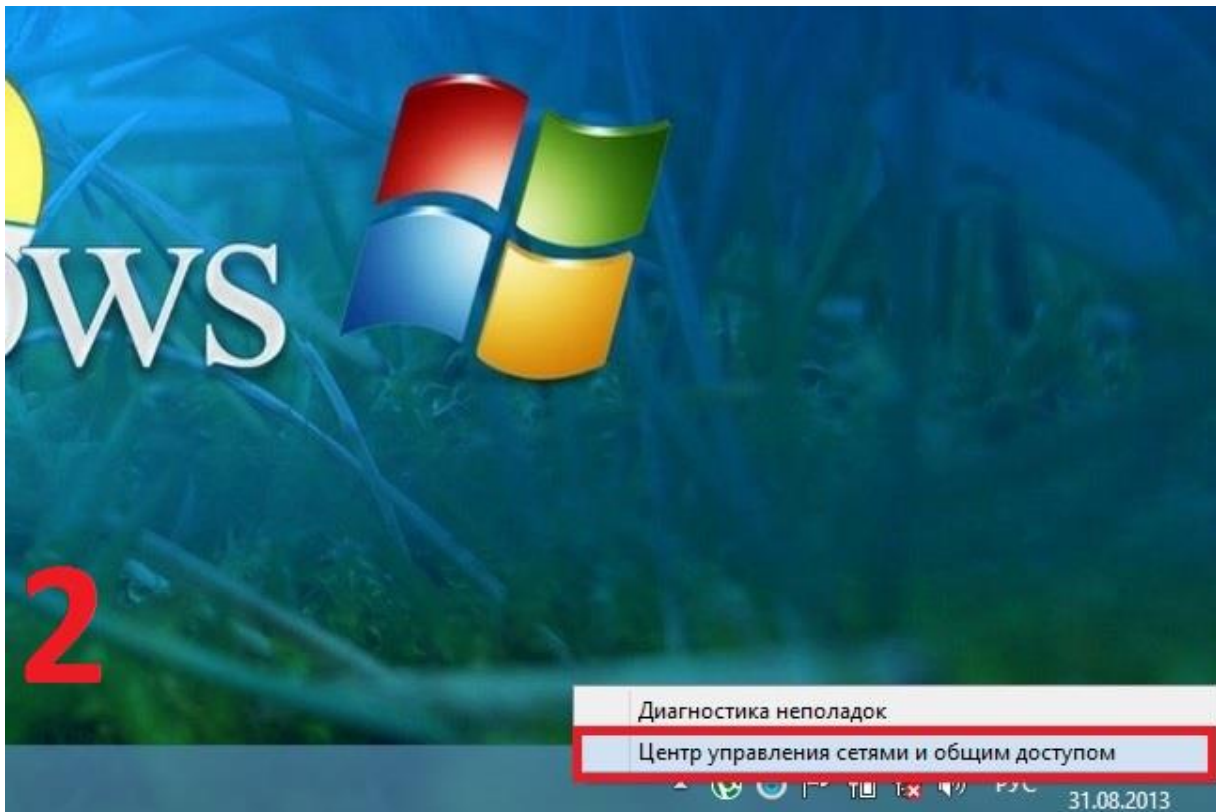 ows
2
Диагностика неполадок
Центр управления сетями и общим доступом
РУС
31.08.2013